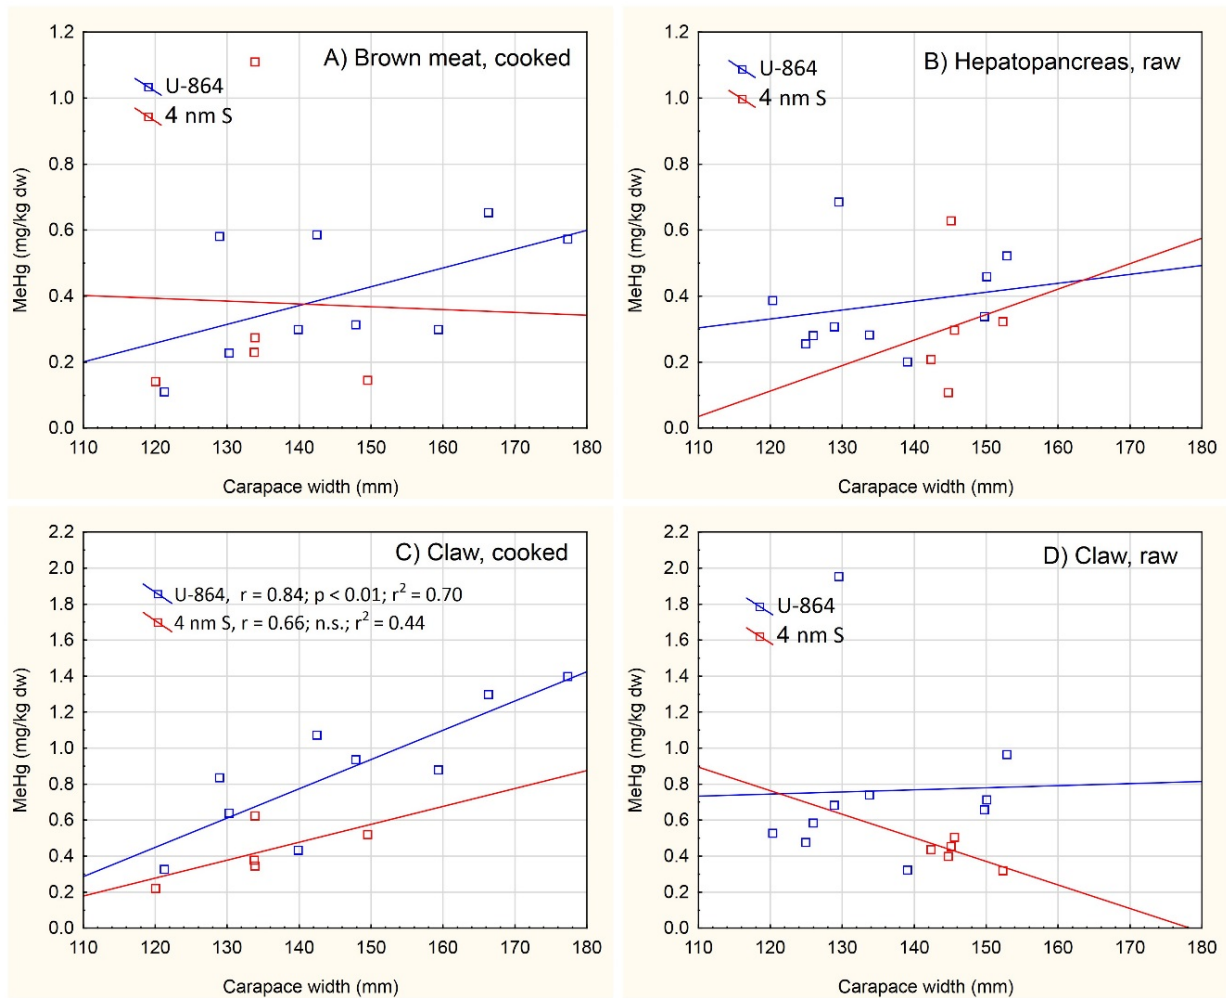 A) Brown meat, cooked
U-864
4 nm S
MeHg (mg/kg dw)
1.2
1.0
0.8
0.6
0.4
0.2
0.0
110 120 130 140 150 160 170 180
Carapace width (mm)
B) Hepatopancreas, raw
U-864
4 nm S
MeHg (mg/kg dw)
1.2
1.0
0.8
0.6
0.4
0.2
0.0
110 120 130 140 150 160 170 180
Carapace width (mm)
C) Claw, cooked
U-864, r = 0.84; p < 0.01; r² = 0.70
4 nm S, r = 0.66; n.s.; r² = 0.44
MeHg (mg/kg dw)
2.2
2.0
1.8
1.6
1.4
1.2
1.0
0.8
0.6
0.4
0.2
0.0
110 120 130 140 150 160 170 180
Carapace width (mm)
D) Claw, raw
U-864
4 nm S
MeHg (mg/kg dw)
2.2
2.0
1.8
1.6
1.4
1.2
1.0
0.8
0.6
0.4
0.2
0.0
110 120 130 140 150 160 170 180
Carapace width (mm)